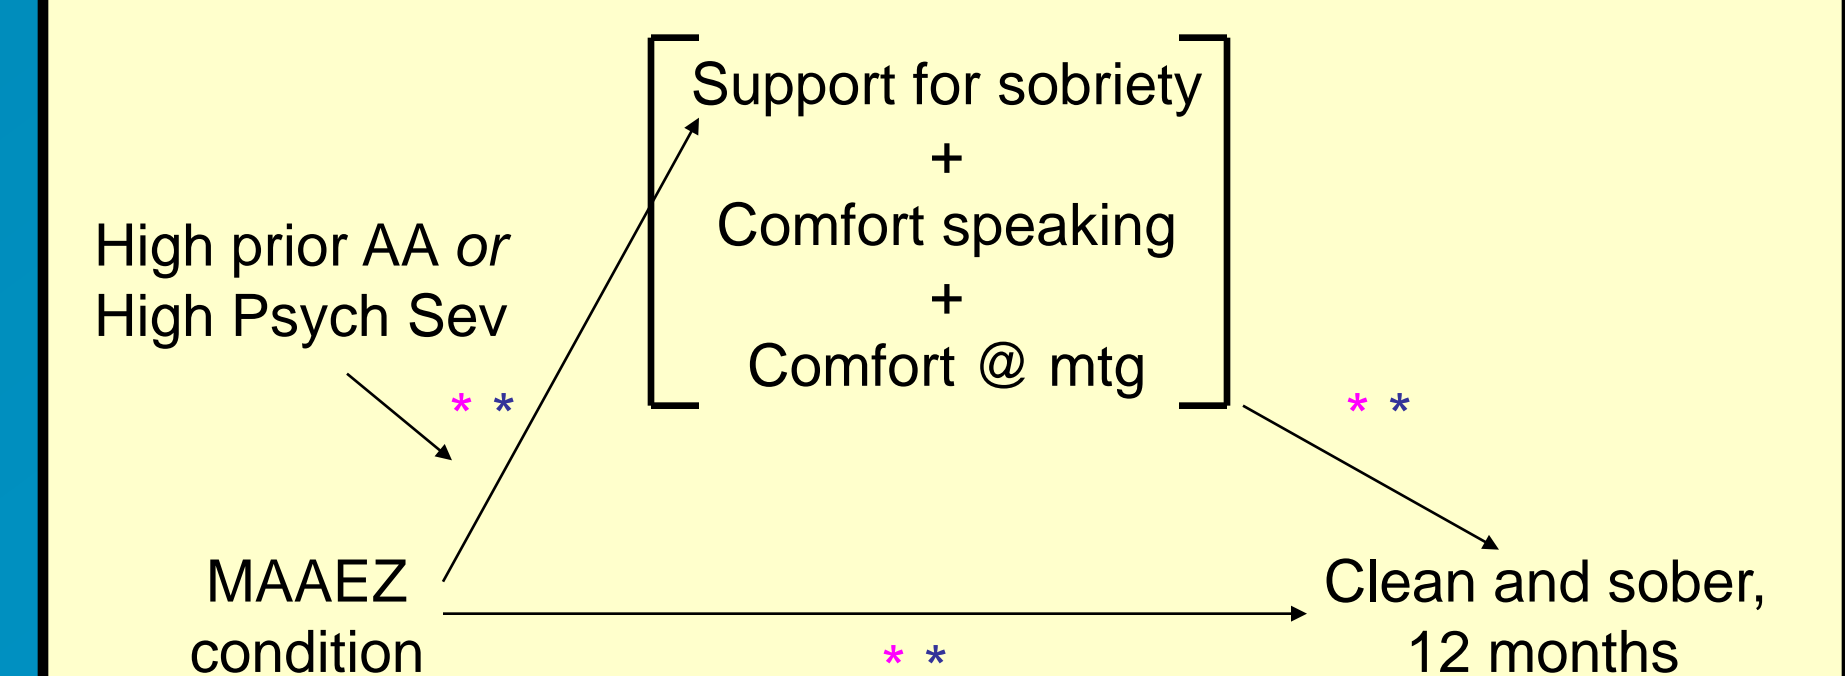 Support for sobriety
+
Comfort speaking
+
Comfort @ mtg
High prior AA or
High Psych Sev
* *
* *
MAAEZ
condition
* *
Clean and sober,
12 months